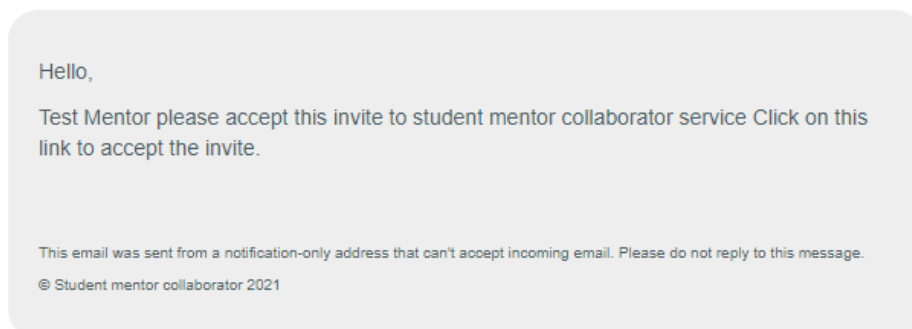 Hello,
Test Mentor please accept this invite to student mentor collaborator service Click on this
link to accept the invite.
This email was sent from a notification-only address that can't accept incoming email. Please do not reply to this message.
© Student mentor collaborator 2021